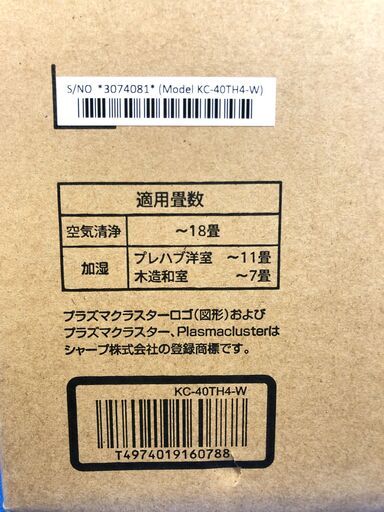 S/NO *3074081* (Model KC-40TH4-W)
適用畳数
空気清浄 ～18畳
加湿 プレハブ洋室 ～11畳
木造和室 ～7畳
プラズマクラスターロゴ(図形)および
プラズマクラスター、Plasmaclusterは
シャープ株式会社の登録商標です。
KC-40TH4-W
T4974019160788